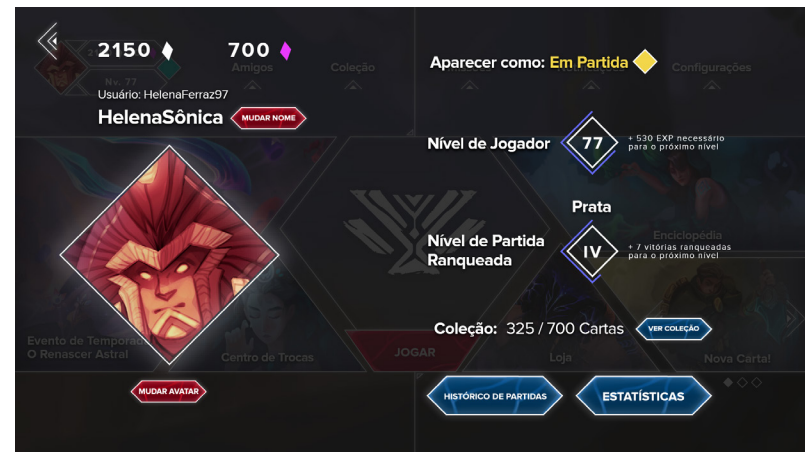 2150
700
Usuário: HelenaFerraz97
HelenaSônica
MUDAR NOME
MUDAR AVATAR
Aparecer como: Em Partida
Nível de Jogador
77
+ 530 EXP necessário
para o próximo nível
Prata
Nível de Partida
Ranqueada
IV
+ 7 vitórias ranqueadas
para o próximo nível
Coleção: 325 / 700 Cartas
VER COLEÇÃO
HISTÓRICO DE PARTIDAS
ESTATÍSTICAS
Nv. 77
Amigos
Coleção
Configurações
Enciclopédia
Evento de Temporad
O Renascer Astral
Centro de Trocas
JOGAR
Loja
Nova Carta!